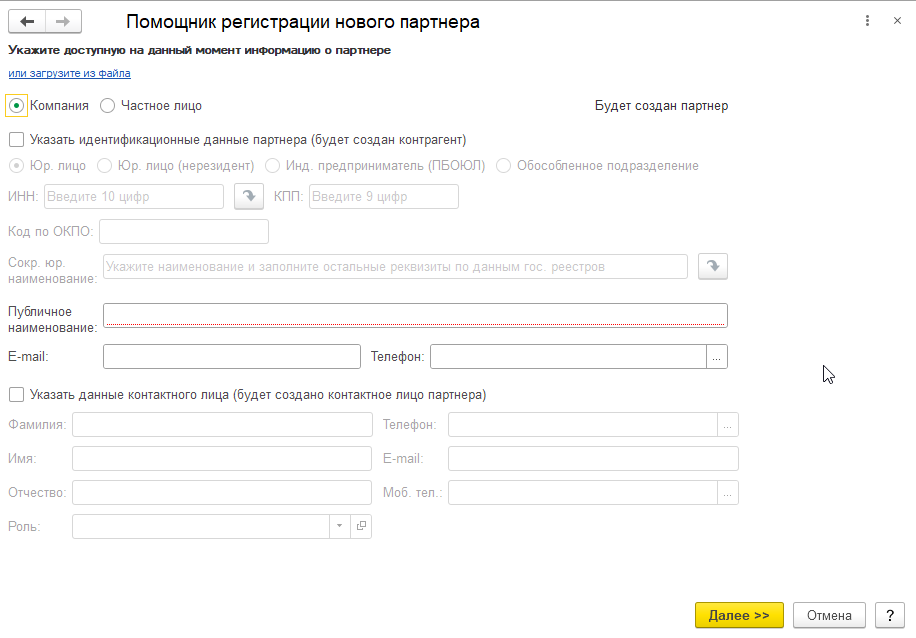 Помощник регистрации нового партнера
Укажите доступную на данный момент информацию о партнере
или загрузите из файла
Компания Частное лицо Будет создан партнер
Указать идентификационные данные партнера (будет создан контрагент)
Юр. лицо Юр. лицо (нерезидент) Инд. предприниматель (ПБОЮЛ) Обособленное подразделение
ИНН: Введите 10 цифр КПП: Введите 9 цифр
Код по ОКПО:
Сокр. юр.
наименование: Укажите наименование и заполните остальные реквизиты по данным гос. реестров
Публичное
наименование:
E-mail: Телефон: ...
Указать данные контактного лица (будет создано контактное лицо партнера)
Фамилия: Телефон: ...
Имя: E-mail:
Отчество: Моб. тел.: ...
Роль:
Далее >> Отмена ?